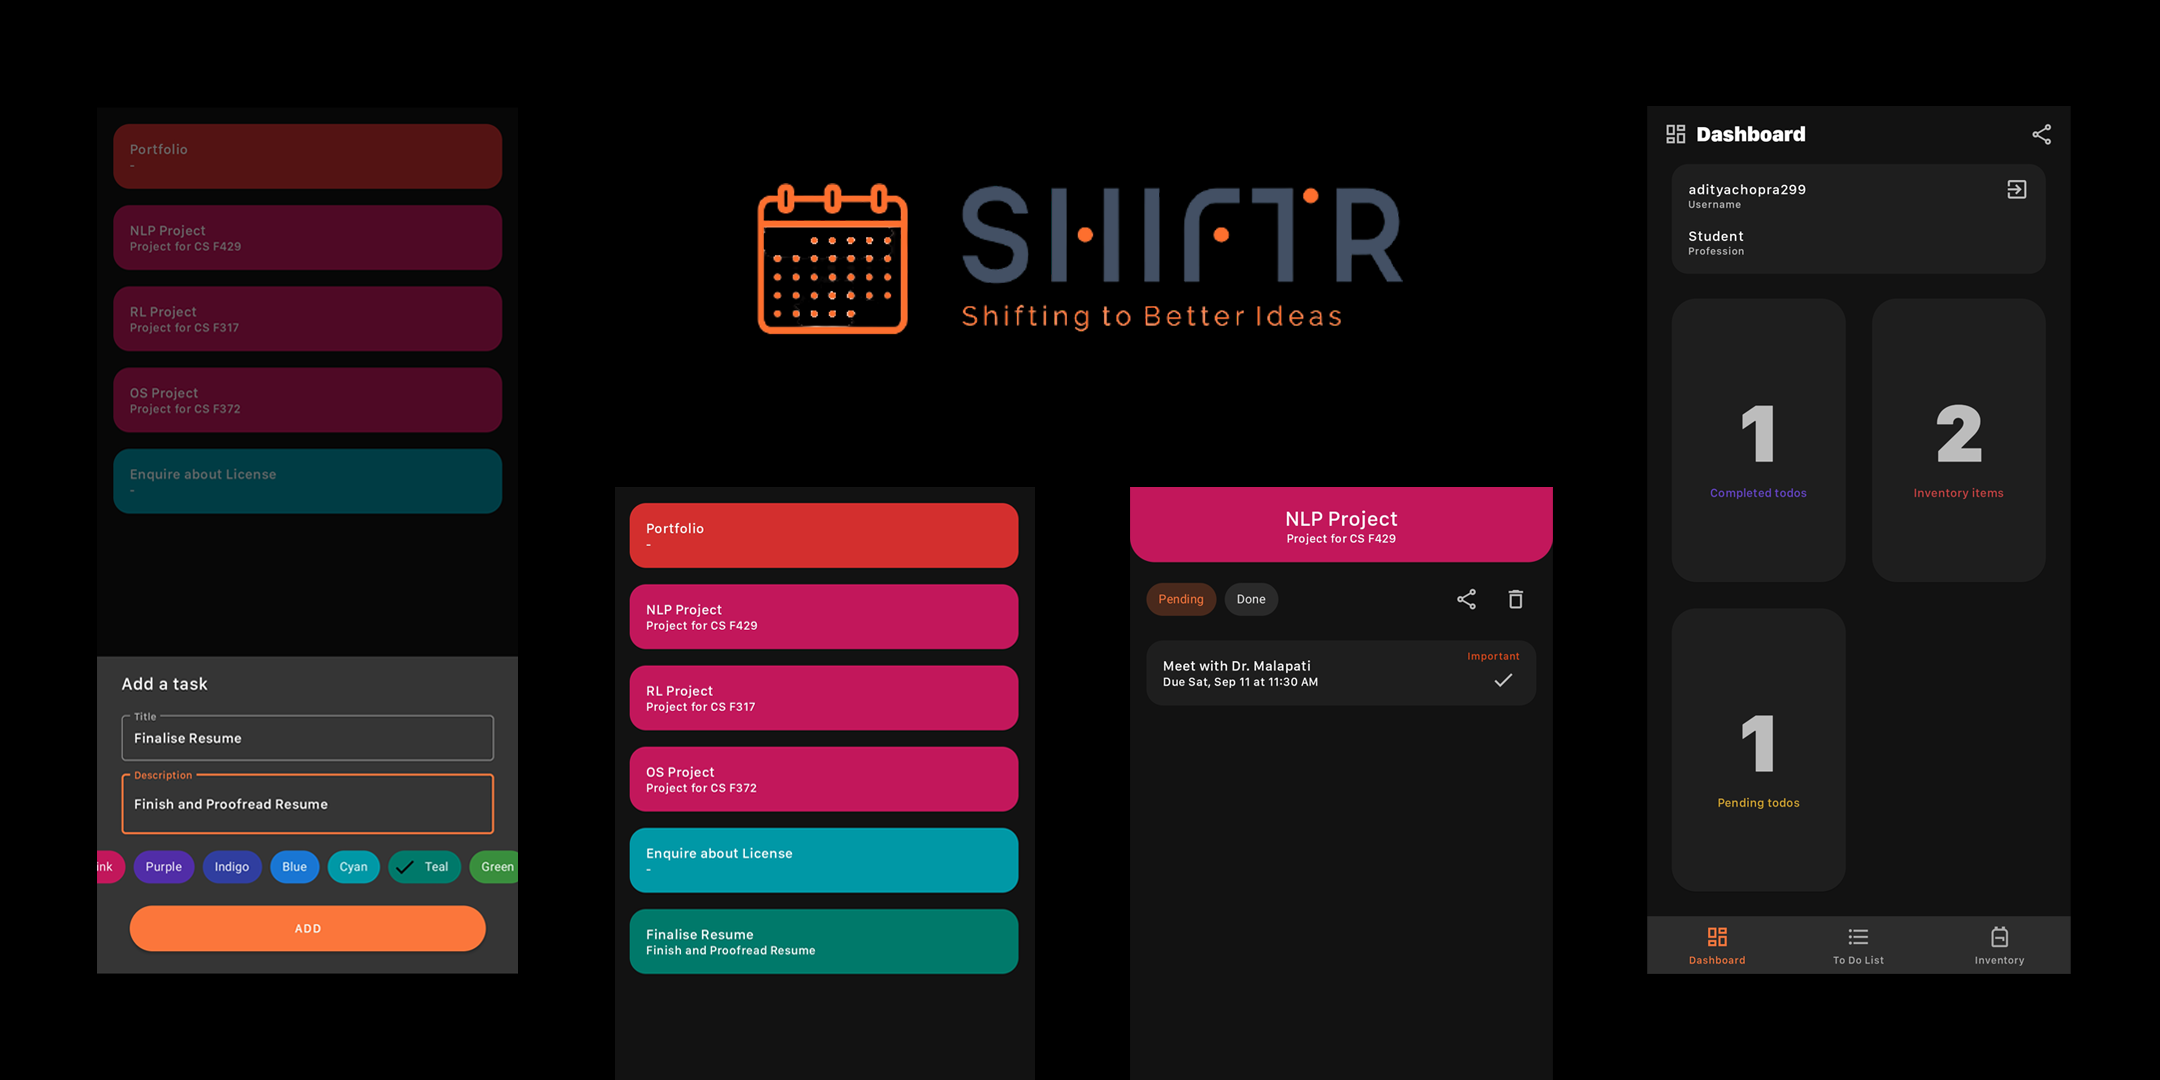 Portfolio
-
NLP Project
Project for CS F429
RL Project
Project for CS F317
OS Project
Project for CS F372
Enquire about License
-
Add a task
Title
Finalise Resume
Description
Finish and Proofread Resume
ink Purple Indigo Blue Cyan Teal Green
ADD
SHIFTR
Shifting to Better Ideas
Portfolio
-
NLP Project
Project for CS F429
RL Project
Project for CS F317
OS Project
Project for CS F372
Enquire about License
-
Finalise Resume
Finish and Proofread Resume
NLP Project
Project for CS F429
Pending Done
Important
Meet with Dr. Malapati
Due Sat, Sep 11 at 11:30 AM
Dashboard
adityachopra299
Username
Student
Profession
1 2
Completed todos Inventory items
1
Pending todos
Dashboard To Do List Inventory